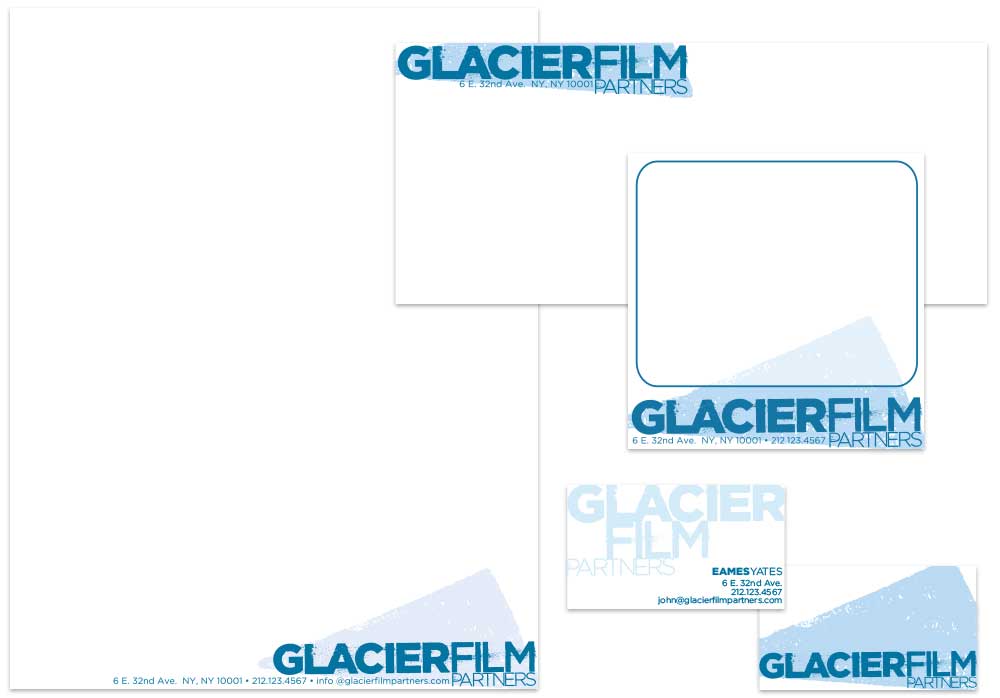 GLACIERFILM
6 E. 32nd Ave. NY, NY 10001 PARTNERS
GLACIERFILM
6 E. 32nd Ave. NY, NY 10001 • 212 123.4567 PARTNERS
GLACIER
FILM
PARTNERS
EAMESYATES
6 E. 32nd Ave.
212.123.4567
john@glacierfilmpartners.com
GLACIERFILM
PARTNERS
GLACIERFILM
6 E. 32nd Ave. NY, NY 10001 • 212.123.4567 • info @glacierfilmpartners.com PARTNERS